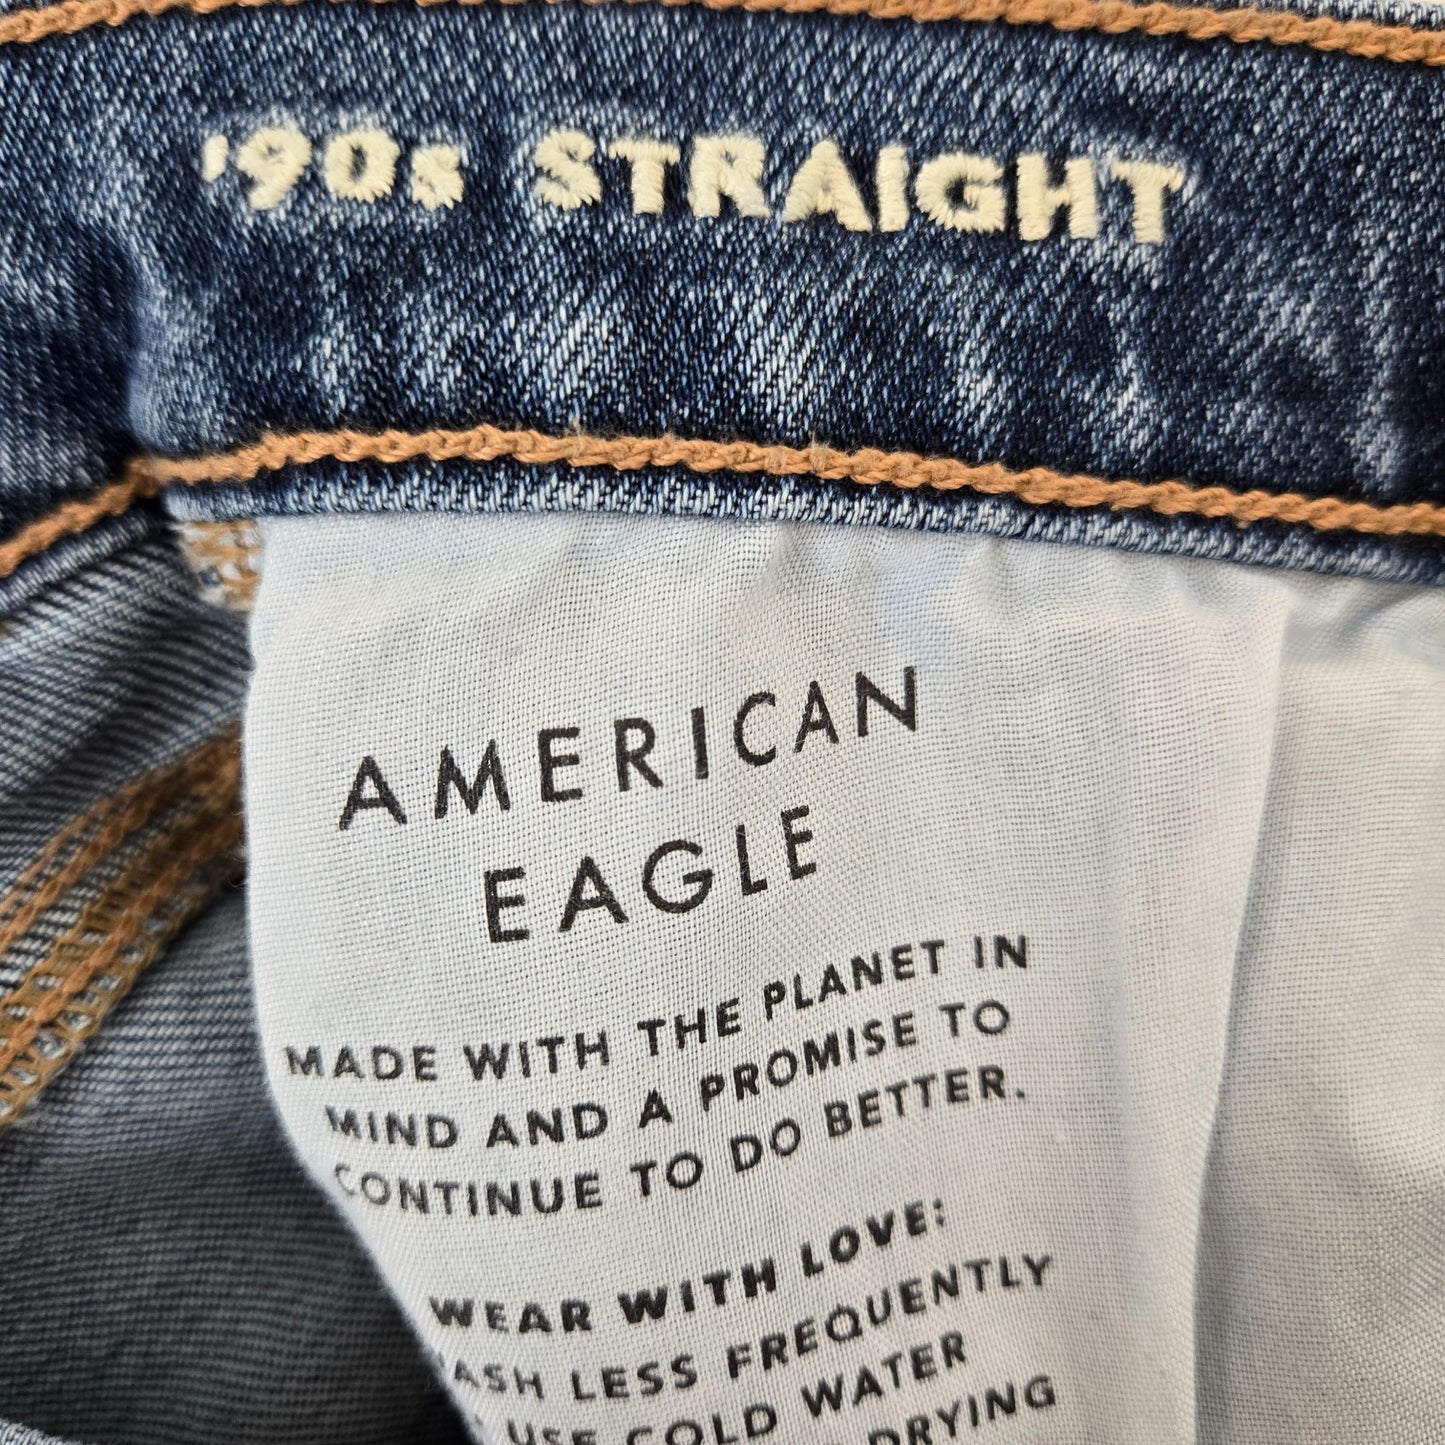 '90s STRAIGHT
AMERICAN
EAGLE
MADE WITH THE PLANET IN
MIND AND A PROMISE TO
CONTINUE TO DO BETTER.
WEAR WITH LOVE:
ASH LESS FREQUENTLY
USE COLD WATER
DRYING